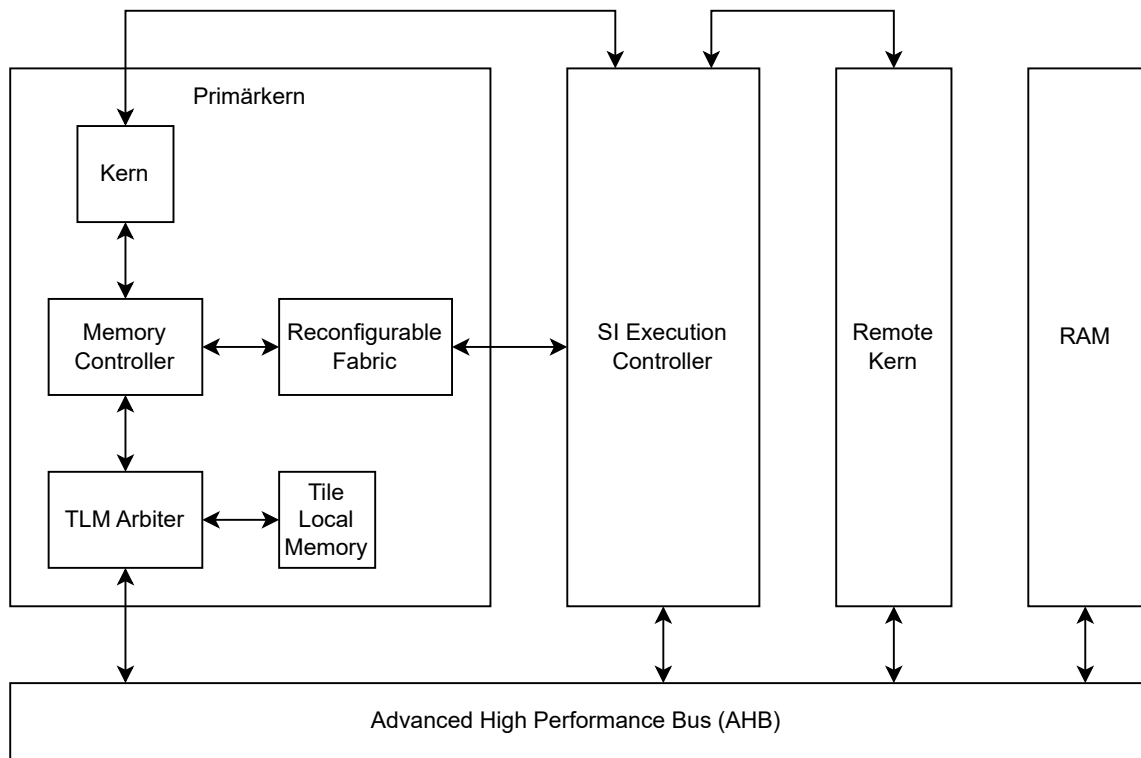 Primärkern
Kern
Memory
Controller
Reconfigurable
Fabric
SI Execution
Controller
Remote
Kern
RAM
TLM Arbiter
Tile
Local
Memory
Advanced High Performance Bus (AHB)